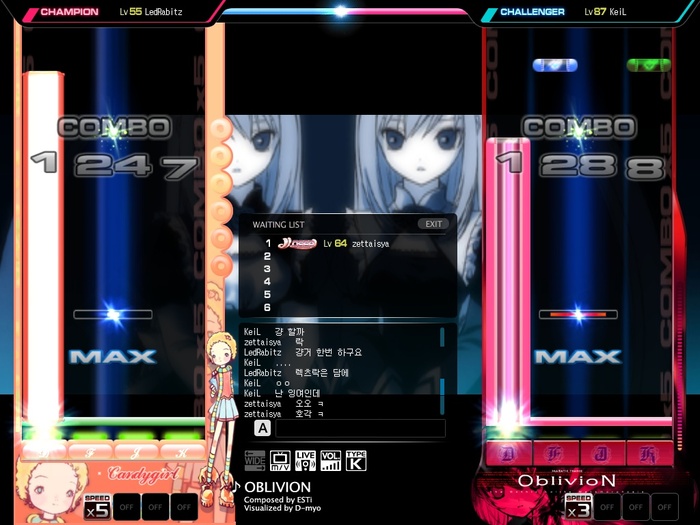 CHAMPION Lv 55 LedRabitz
CHALLENGER Lv 87 KeiL
COMBO
1247
COMBO
1288
WAITING LIST EXIT
1 Lv 64 zettaisya
2
3
4
5
6
KeiL 걍 할까
zettaisya 락
LedRabitz 걍거 한번 하구요
KeiL ....
LedRabitz 렉츠락은 담에
KeiL ㅇㅇ
KeiL 난 잉여인데
zettaisya 오오 ㅋ
zettaisya 호각 ㅋ
A
MAX
MAX
D F J K
D F J K
WIDE M/V LIVE VOL TYPE K
Candygirl
OblivioN
♪ OBLIVION
Composed by ESTi
Visualized by D-myo
SPEED x5 OFF OFF OFF
SPEED x3 OFF OFF OFF